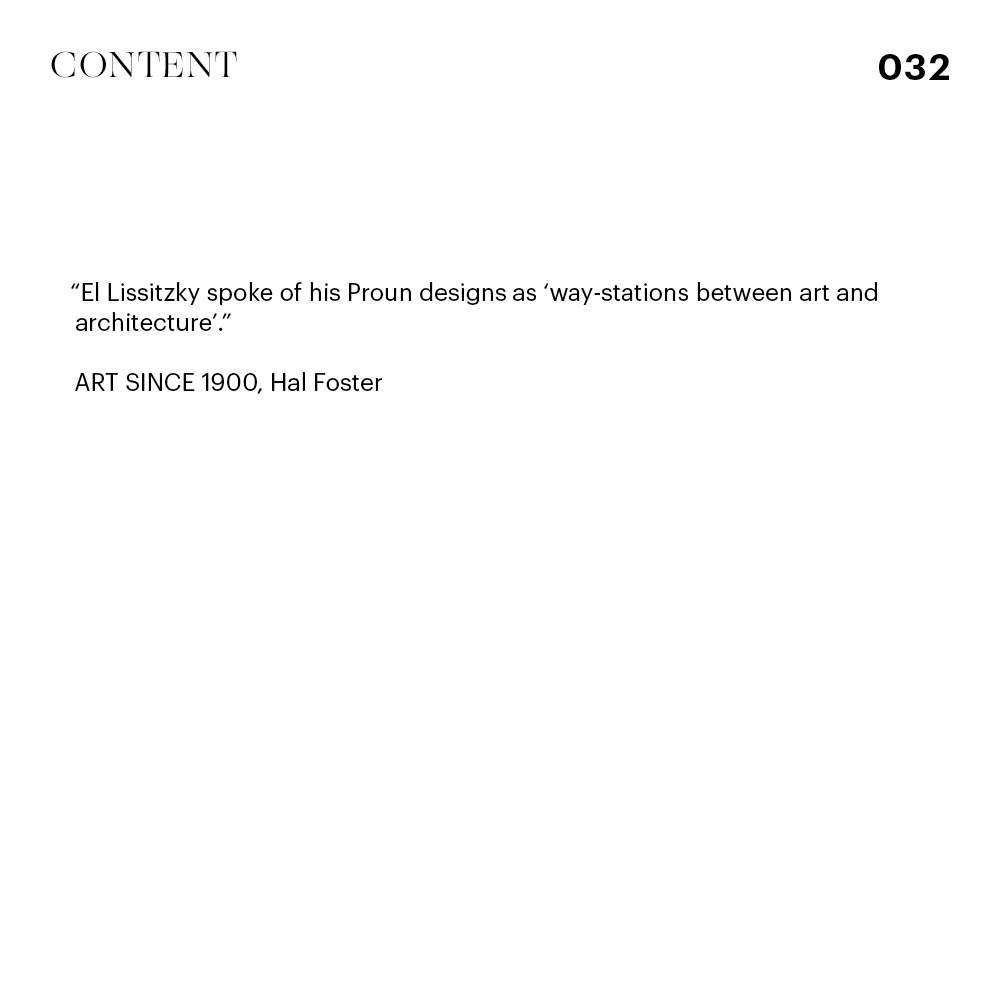 CONTENT
032
“El Lissitzky spoke of his Proun designs as ‘way-stations between art and
architecture’.”
ART SINCE 1900, Hal Foster